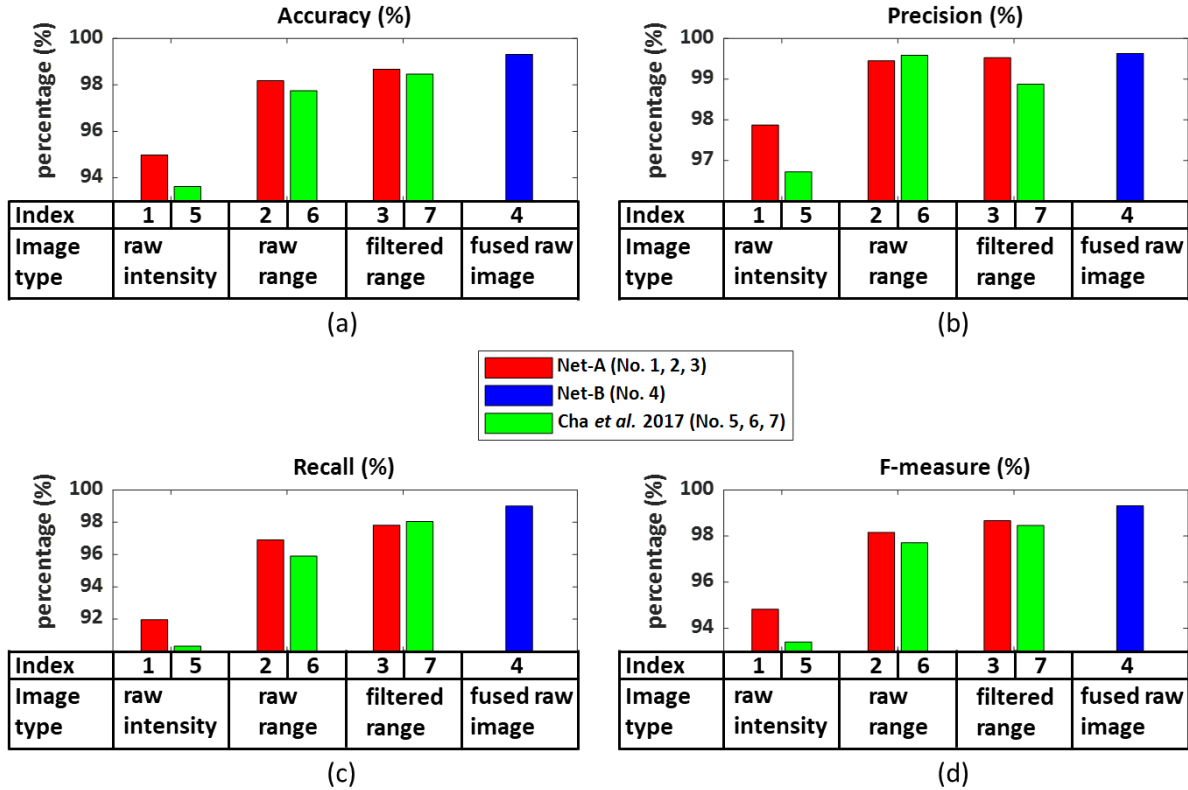 Accuracy (%)
percentage (%)
100
98
96
94
Index 1 5 2 6 3 7 4
Image type raw intensity raw range filtered range fused raw image
(a)
Precision (%)
percentage (%)
100
99
98
97
Index 1 5 2 6 3 7 4
Image type raw intensity raw range filtered range fused raw image
(b)
Net-A (No. 1, 2, 3)
Net-B (No. 4)
Cha et al. 2017 (No. 5, 6, 7)
Recall (%)
percentage (%)
100
98
96
94
92
Index 1 5 2 6 3 7 4
Image type raw intensity raw range filtered range fused raw image
(c)
F-measure (%)
percentage (%)
100
98
96
94
Index 1 5 2 6 3 7 4
Image type raw intensity raw range filtered range fused raw image
(d)